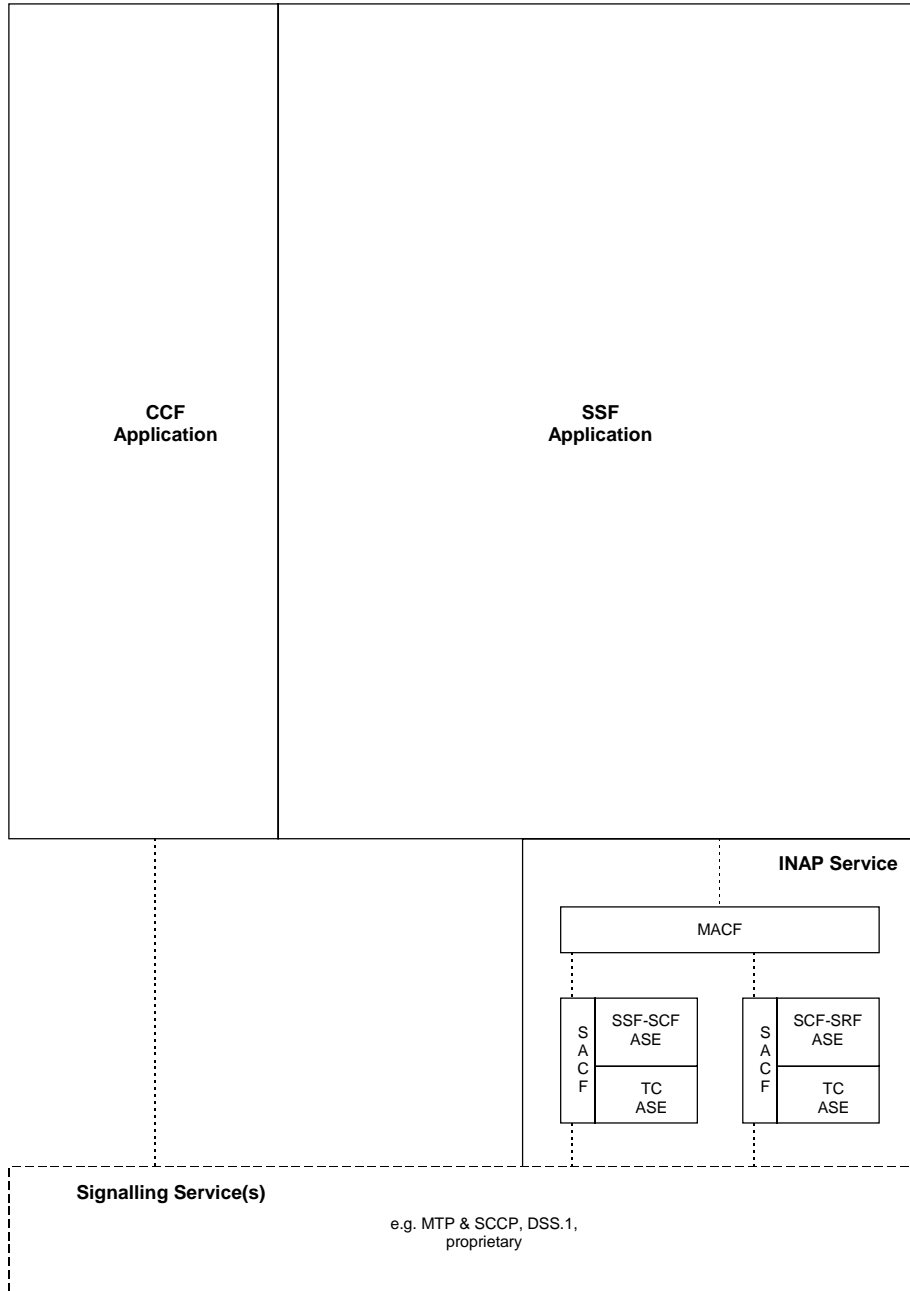 CCF
Application
SSF
Application
INAP Service
MACF
S
A
C
F
SSF-SCF
ASE
TC
ASE
S
A
C
F
SCF-SRF
ASE
TC
ASE
Signalling Service(s)
e.g. MTP & SCCP, DSS.1,
proprietary